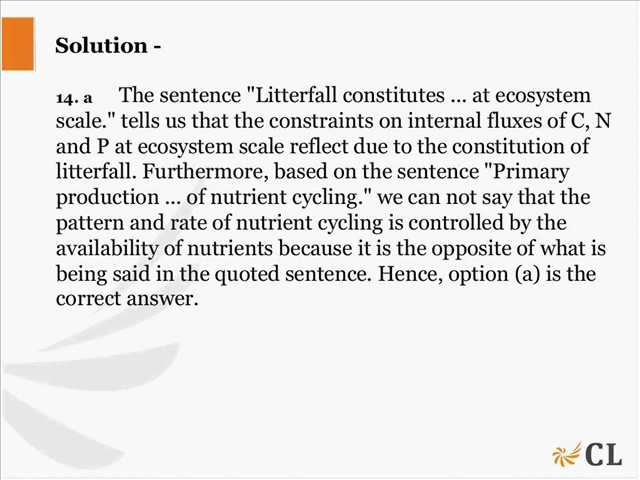 Solution -
14. a The sentence "Litterfall constitutes ... at ecosystem
scale." tells us that the constraints on internal fluxes of C, N
and P at ecosystem scale reflect due to the constitution of
litterfall. Furthermore, based on the sentence "Primary
production ... of nutrient cycling." we can not say that the
pattern and rate of nutrient cycling is controlled by the
availability of nutrients because it is the opposite of what is
being said in the quoted sentence. Hence, option (a) is the
correct answer.
CL